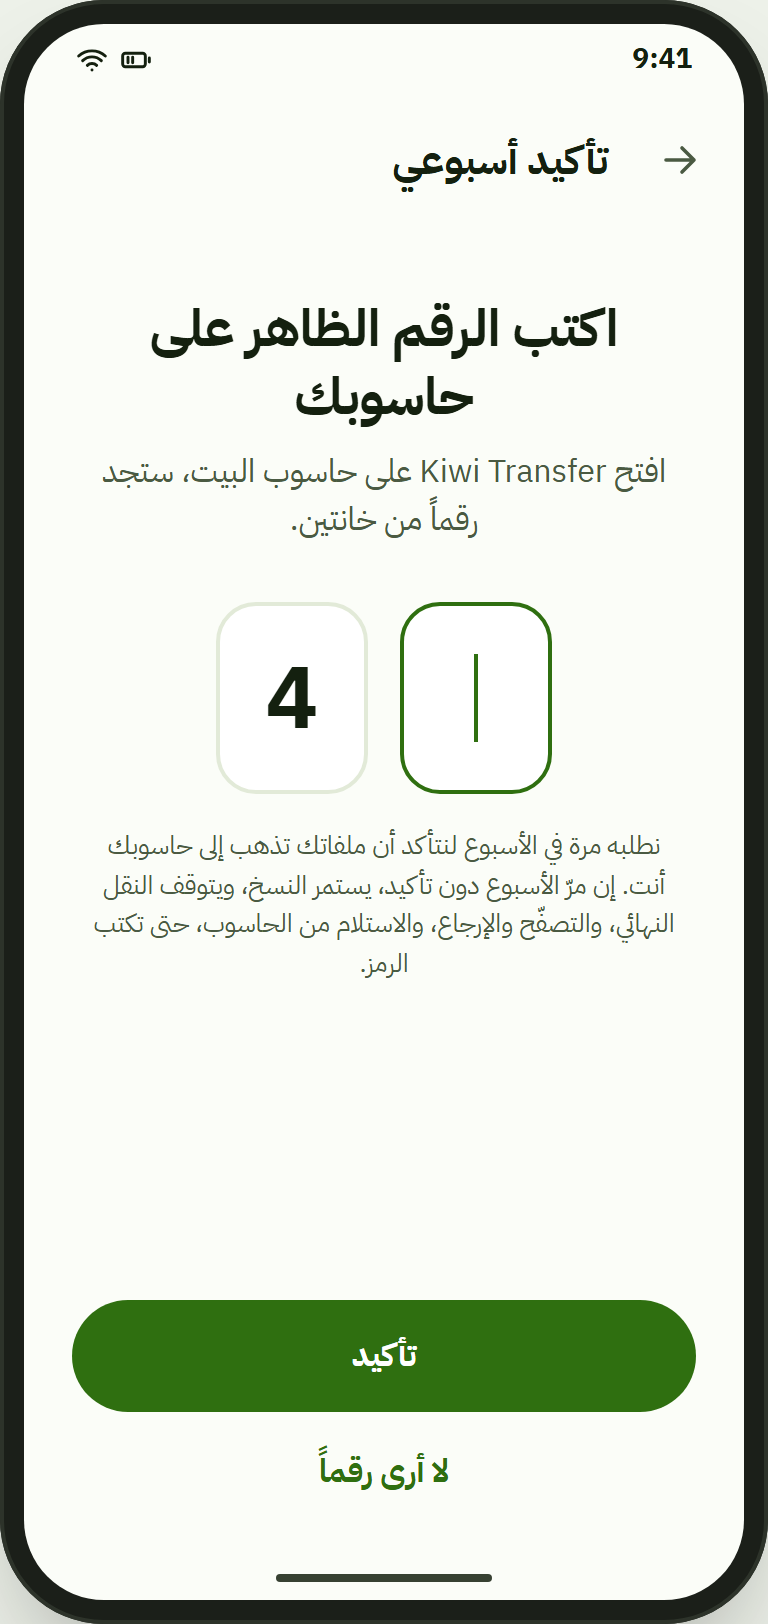 9:41
تأكيد أسبوعي
اكتب الرقم الظاهر على
حاسوبك
افتح Kiwi Transfer على حاسوب البيت، ستجد
رقماً من خانتين.
4
نطلبه مرة في الأسبوع لنتأكد أن ملفاتك تذهب إلى حاسوبك
أنت. إن مرّ الأسبوع دون تأكيد، يستمر النسخ، ويتوقف النقل
النهائي، والتصفّح والإرجاع، والاستلام من الحاسوب، حتى تكتب
الرمز.
تأكيد
لا أرى رقماً